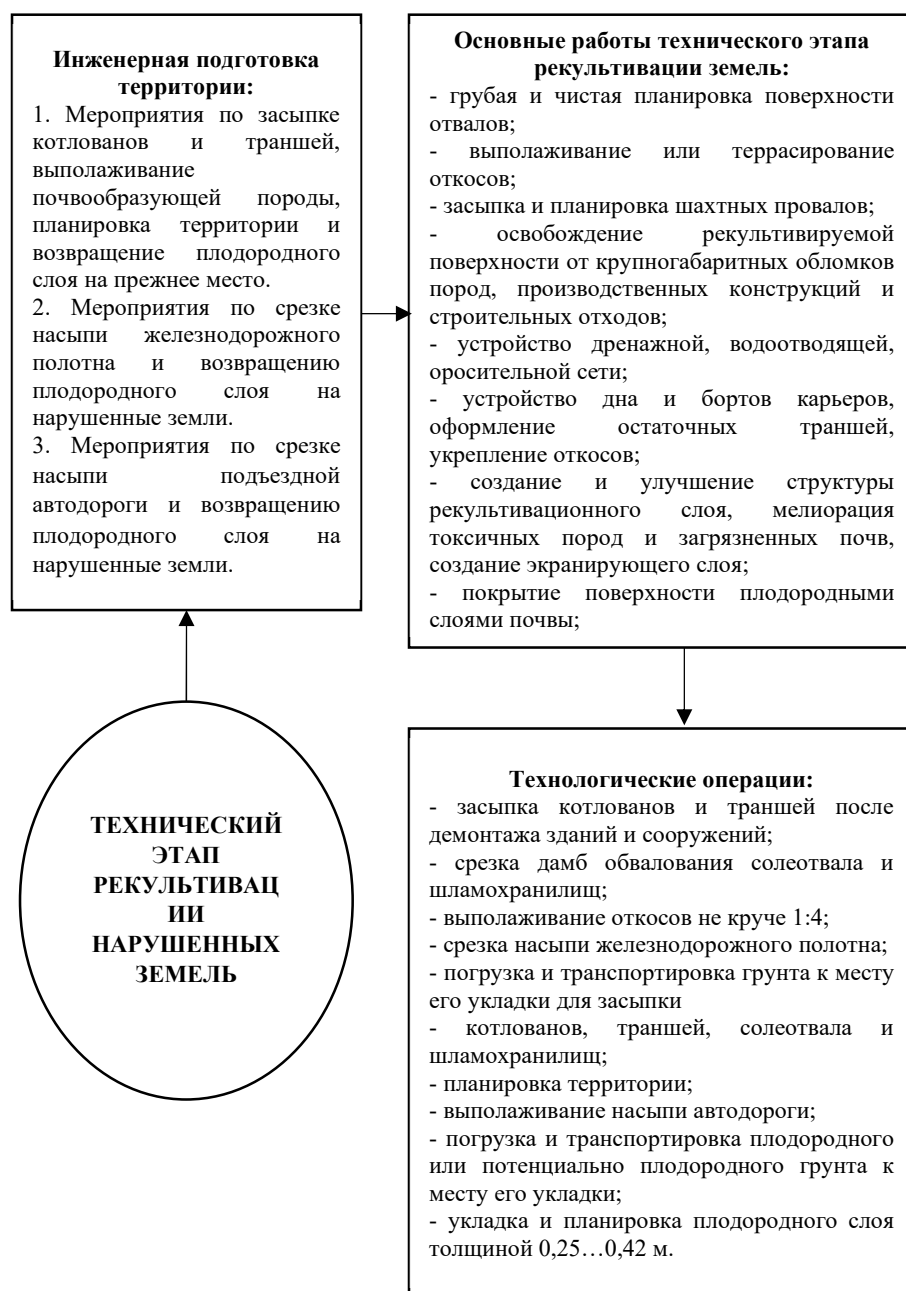 Инженерная подготовка
территории:
1. Мероприятия по засыпке
котлованов и траншей,
выполаживание
почвообразующей породы,
планировка территории и
возвращение плодородного
слоя на прежнее место.
2. Мероприятия по срезке
насыпи железнодорожного
полотна и возвращению
плодородного слоя на
нарушенные земли.
3. Мероприятия по срезке
насыпи подъездной
автодороги и возвращению
плодородного слоя на
нарушенные земли.
Основные работы технического этапа
рекультивации земель:
- грубая и чистая планировка поверхности
отвалов;
- выполаживание или террасирование
откосов;
- засыпка и планировка шахтных провалов;
- освобождение рекультивируемой
поверхности от крупногабаритных обломков
пород, производственных конструкций и
строительных отходов;
- устройство дренажной, водоотводящей,
оросительной сети;
- устройство дна и бортов карьеров,
оформление остаточных траншей,
укрепление откосов;
- создание и улучшение структуры
рекультивационного слоя, мелиорация
токсичных пород и загрязненных почв,
создание экранирующего слоя;
- покрытие поверхности плодородными
слоями почвы;
ТЕХНИЧЕСКИЙ
ЭТАП
РЕКУЛЬТИВАЦ
ИИ
НАРУШЕННЫХ
ЗЕМЕЛЬ
Технологические операции:
- засыпка котлованов и траншей после
демонтажа зданий и сооружений;
- срезка дамб обвалования солеотвала и
шламохранилищ;
- выполаживание откосов не круче 1:4;
- срезка насыпи железнодорожного полотна;
- погрузка и транспортировка грунта к месту
его укладки для засыпки
- котлованов, траншей, солеотвала и
шламохранилищ;
- планировка территории;
- выполаживание насыпи автодороги;
- погрузка и транспортировка плодородного
или потенциально плодородного грунта к
месту его укладки;
- укладка и планировка плодородного слоя
толщиной 0,25…0,42 м.